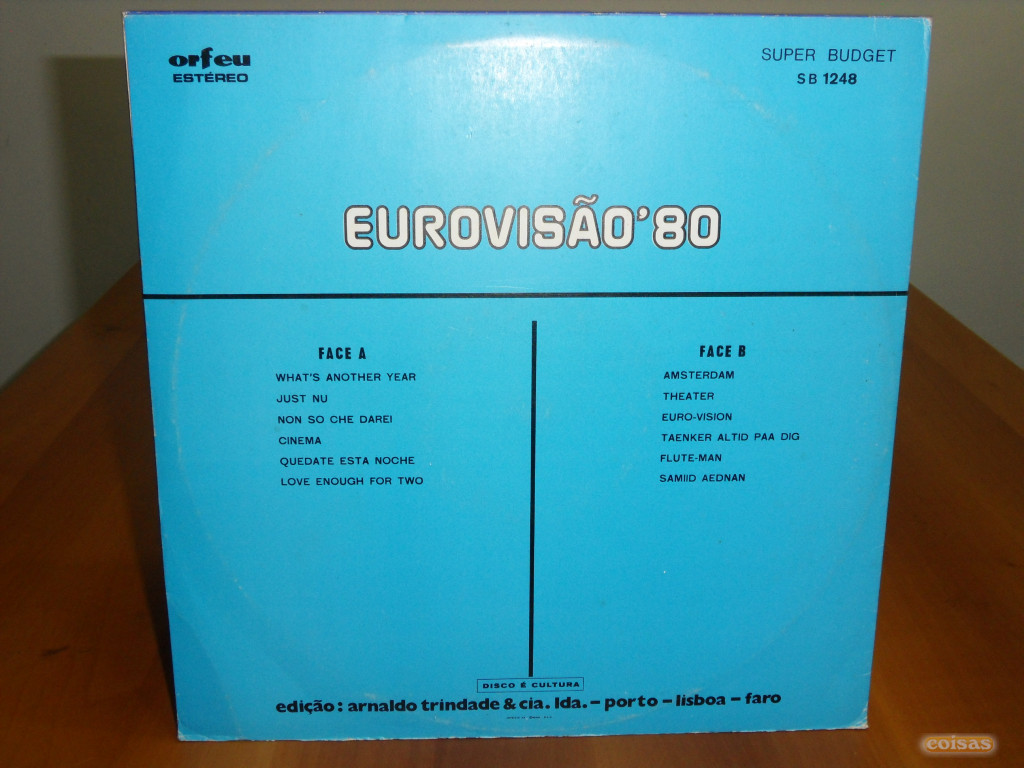 orfeu
ESTÉREO
SUPER BUDGET
SB 1248
EUROVISÃO'80
FACE A
WHAT'S ANOTHER YEAR
JUST NU
NON SO CHE DAREI
CINEMA
QUEDATE ESTA NOCHE
LOVE ENOUGH FOR TWO
FACE B
AMSTERDAM
THEATER
EURO-VISION
TAENKER ALTID PAA DIG
FLUTE-MAN
SAMIID AEDNAN
DISCO É CULTURA
edição: arnaldo trindade & cia. lda. – porto – lisboa – faro
coisas